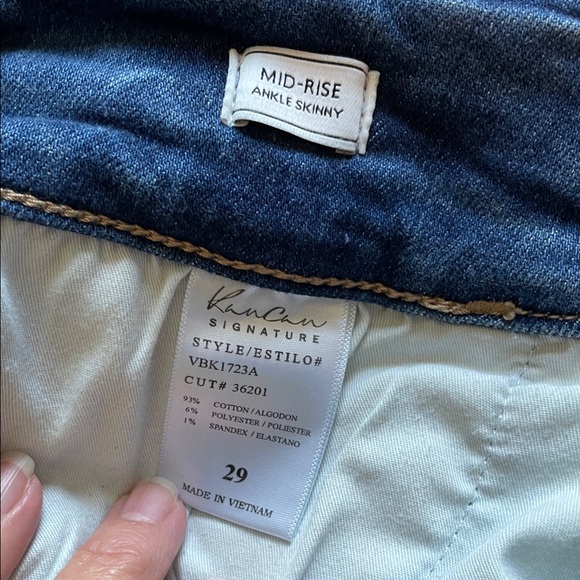 MID-RISE
ANKLE SKINNY
KanCan
SIGNATURE
STYLE/ESTILO#
VBK1723A
CUT# 36201
93% COTTON / ALGODON
6% POLYESTER / POLIESTER
1% SPANDEX / ELASTANO
29
MADE IN VIETNAM